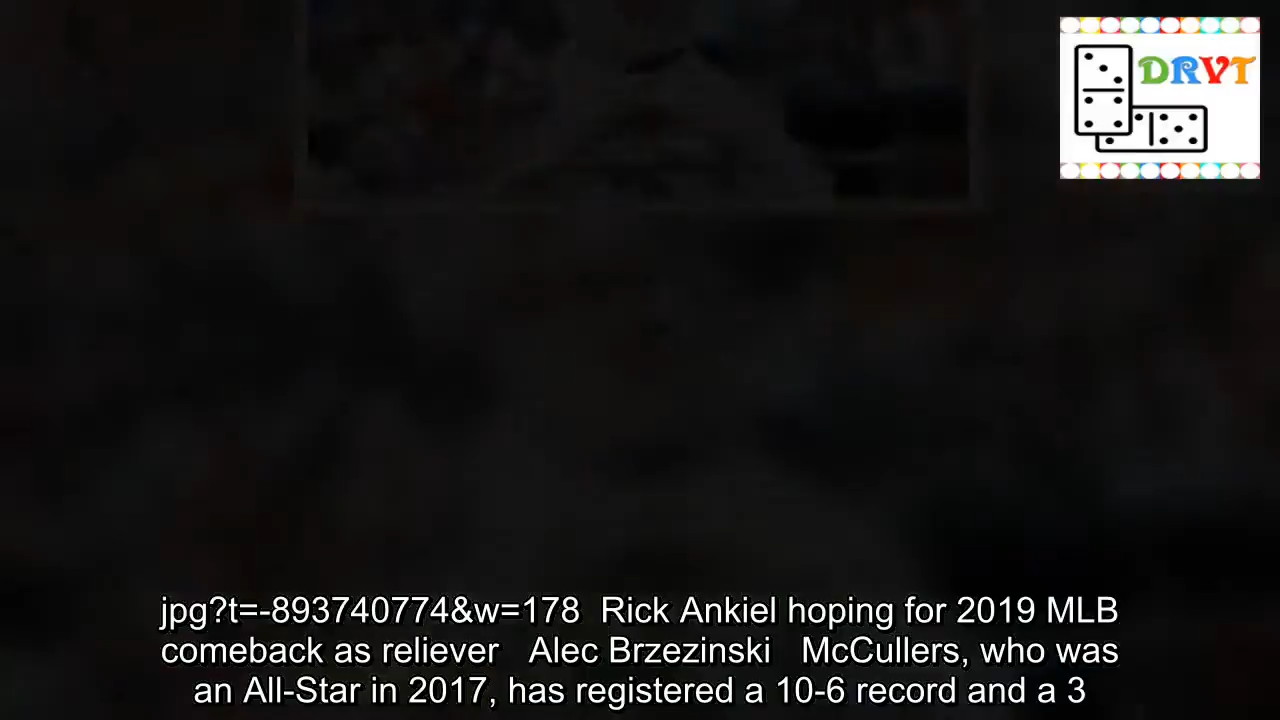 DRVT
jpg?t=-893740774&w=178  Rick Ankiel hoping for 2019 MLB
comeback as reliever   Alec Brzezinski   McCullers, who was
an All-Star in 2017, has registered a 10-6 record and a 3